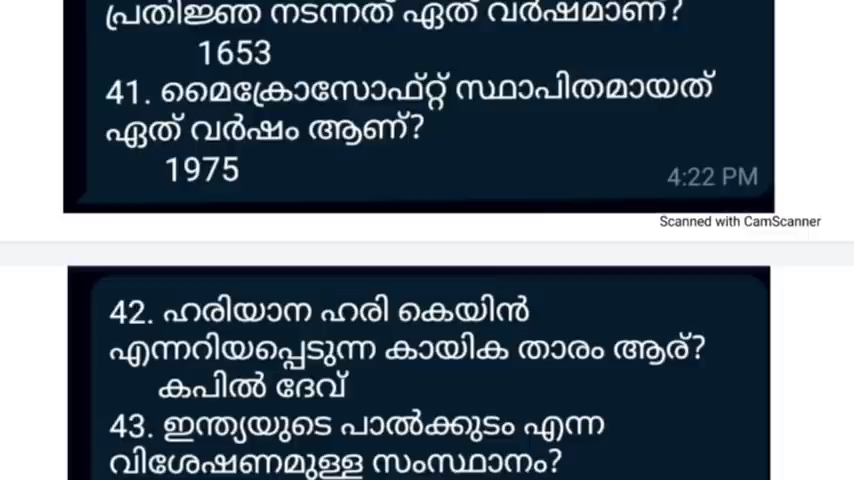 പ്രതിജ്ഞ നടന്നത് ഏത് വർഷമാണ്?
1653
41. മൈക്രോസോഫ്റ്റ് സ്ഥാപിതമായത്
ഏത് വർഷം ആണ്?
1975
4:22 PM
Scanned with CamScanner
42. ഹരിയാന ഹരി കെയിൻ
എന്നറിയപ്പെടുന്ന കായിക താരം ആര്?
കപിൽ ദേവ്
43. ഇന്ത്യയുടെ പാൽക്കുടം എന്ന
വിശേഷണമുള്ള സംസ്ഥാനം?